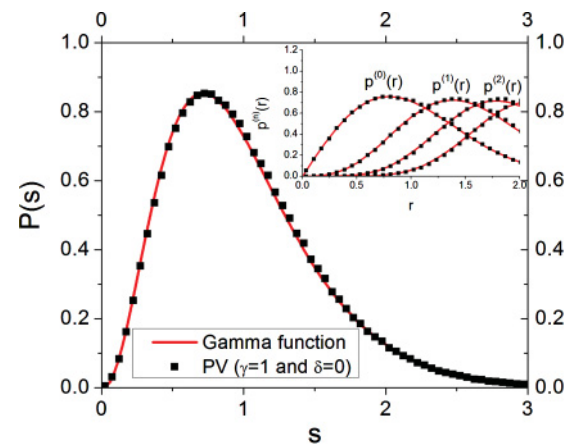 0 1 2 3
1.0 1.0
0.8 0.8
0.6 0.6
0.4 0.4
0.2 0.2
0.0 0.0
0 1 2 3
P(s)
s
Gamma function
PV (γ=1 and δ=0)
1.2
1.0
0.8
0.6
0.4
0.2
0.0
0.0 0.5 1.0 1.5 2.0
p⁽ⁿ⁾(r)
r
p⁽⁰⁾(r) p⁽¹⁾(r) p⁽²⁾(r)